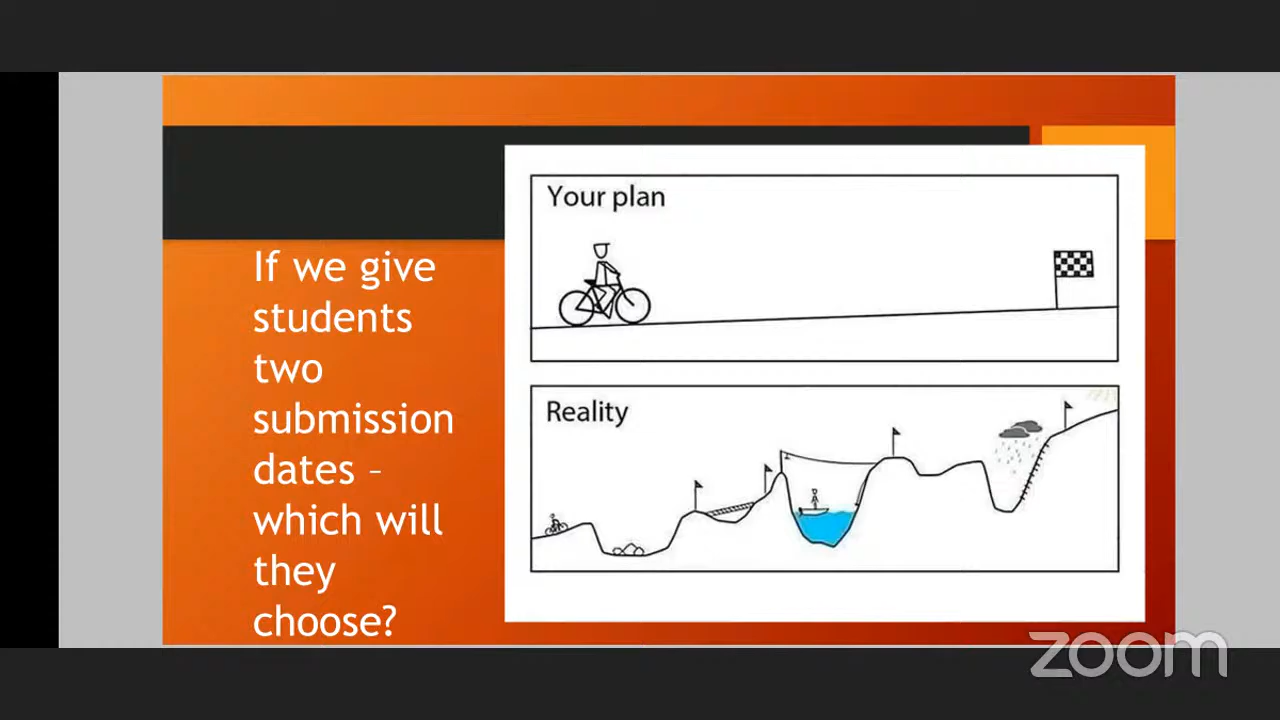 If we give
students
two
submission
dates –
which will
they
choose?
Your plan
Reality
zoom